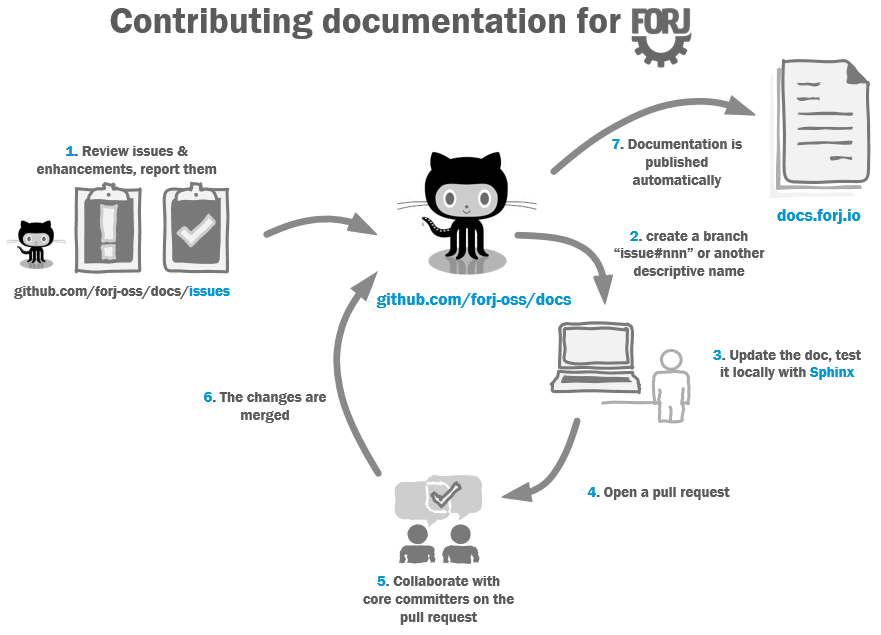 Contributing documentation for FORJ
1. Review issues &
enhancements, report them
github.com/forj-oss/docs/issues
github.com/forj-oss/docs
7. Documentation is
published
automatically
docs.forj.io
2. create a branch
“issue#nnn” or another
descriptive name
3. Update the doc, test
it locally with Sphinx
4. Open a pull request
5. Collaborate with
core committers on the
pull request
6. The changes are
merged